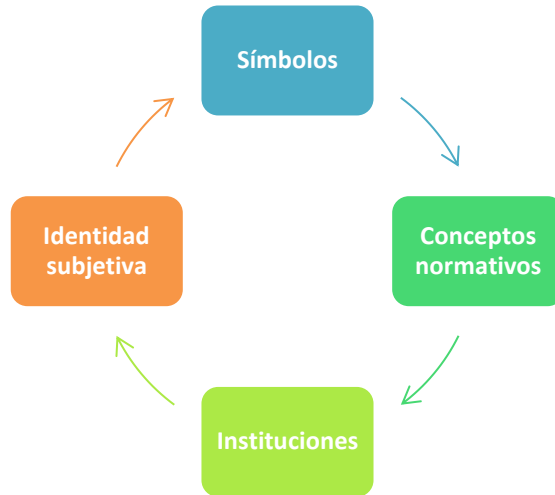 Símbolos
Conceptos
normativos
Instituciones
Identidad
subjetiva